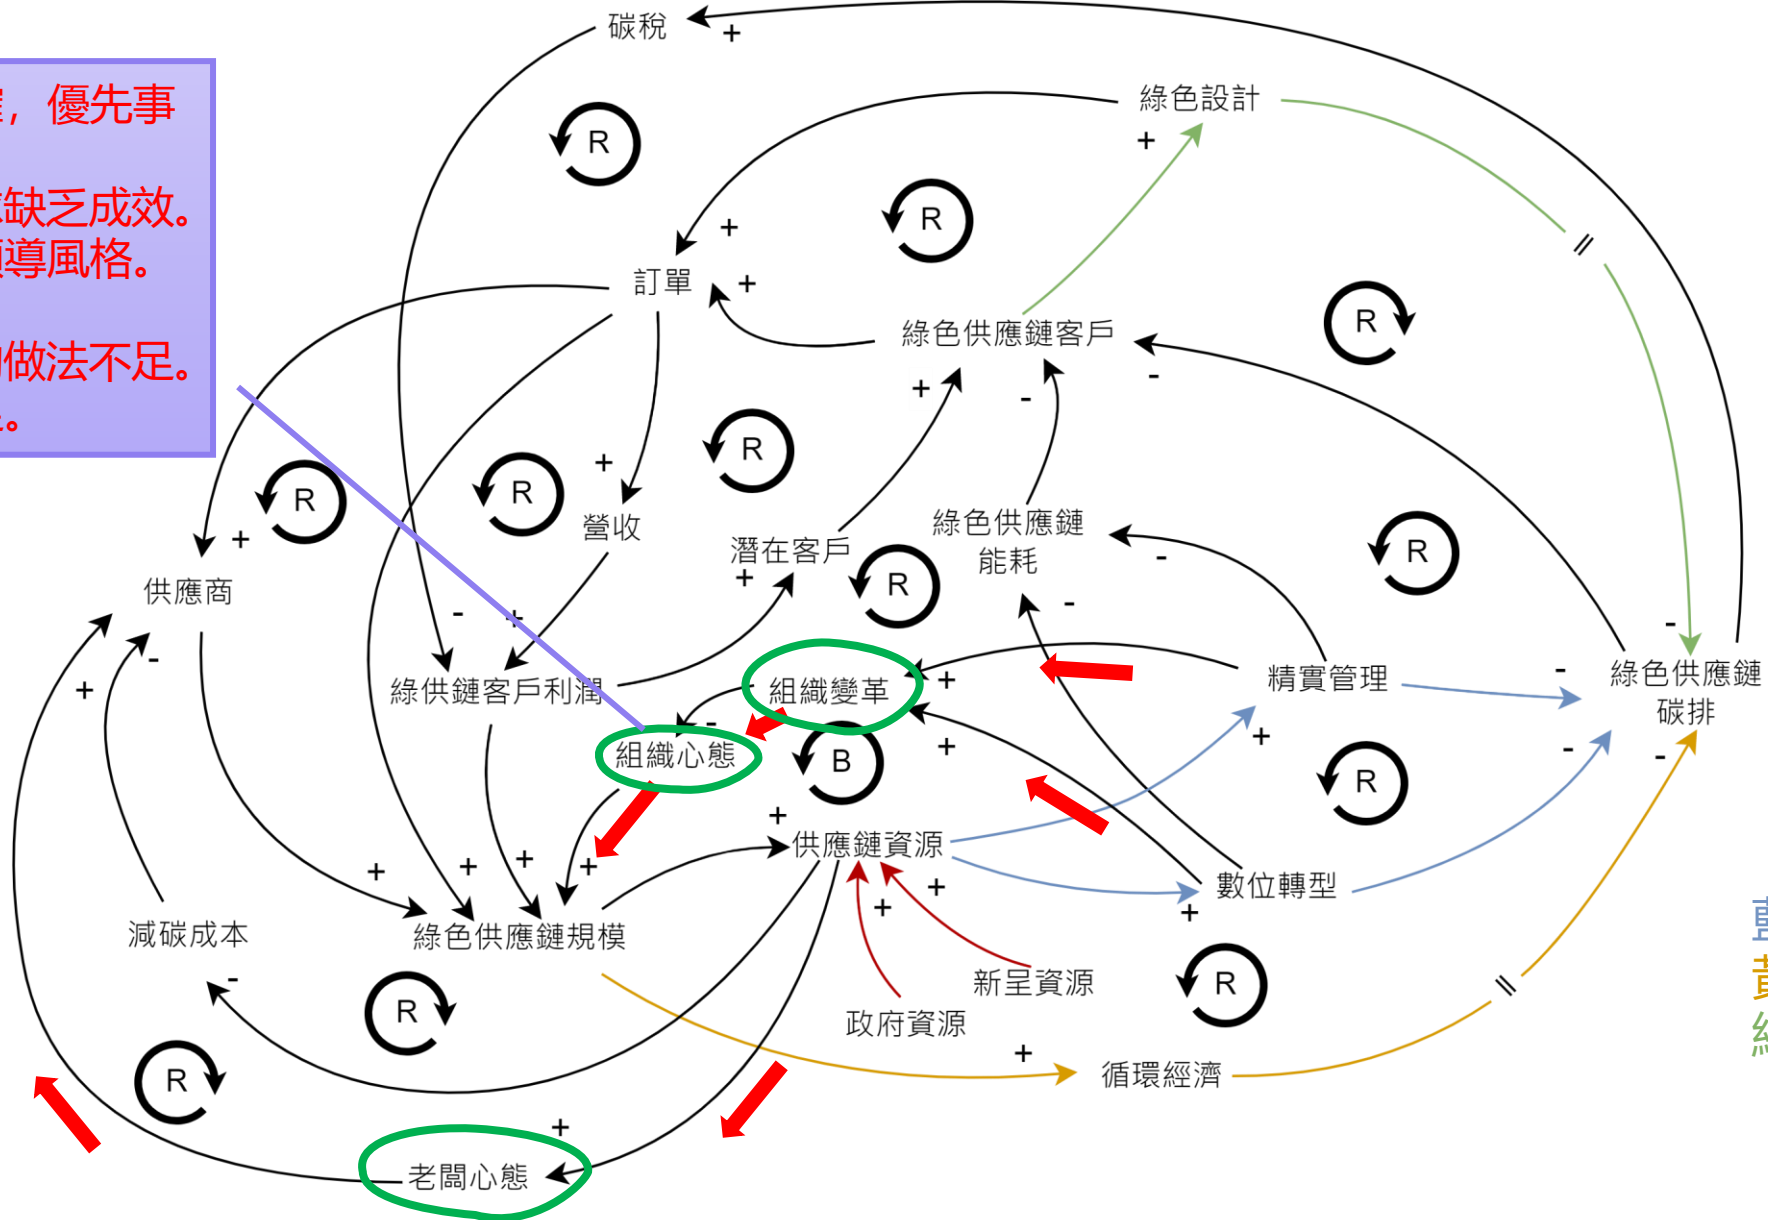 碳稅
+
優先事
綠色設計
+
缺乏成效。
導風格。
做法不足。
R
R
+
訂單
+
綠色供應鏈客戶
R
-
+
-
R
+
R
R
營收
綠色供應鏈
能耗
潛在客戶
R
+
+
-
R
供應商
R
-
+
-
-
+
-
綠供鏈客戶利潤
組織變革
+
精實管理
-
綠色供應鏈
碳排
-
組織心態
B
+
+
-
-
R
+
供應鏈資源
+
+
+
+
數位轉型
+
+
+
減碳成本
綠色供應鏈規模
-
R
新呈資源
政府資源
R
+
循環經濟
R
+
老闆心態